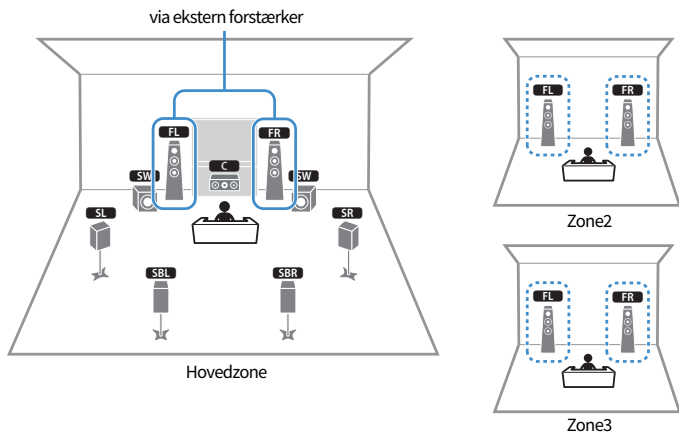 via ekstern forstærker
FL
FR
SW
C
SW
SL
SR
SBL
SBR
Hovedzone
FL
FR
Zone2
FL
FR
Zone3